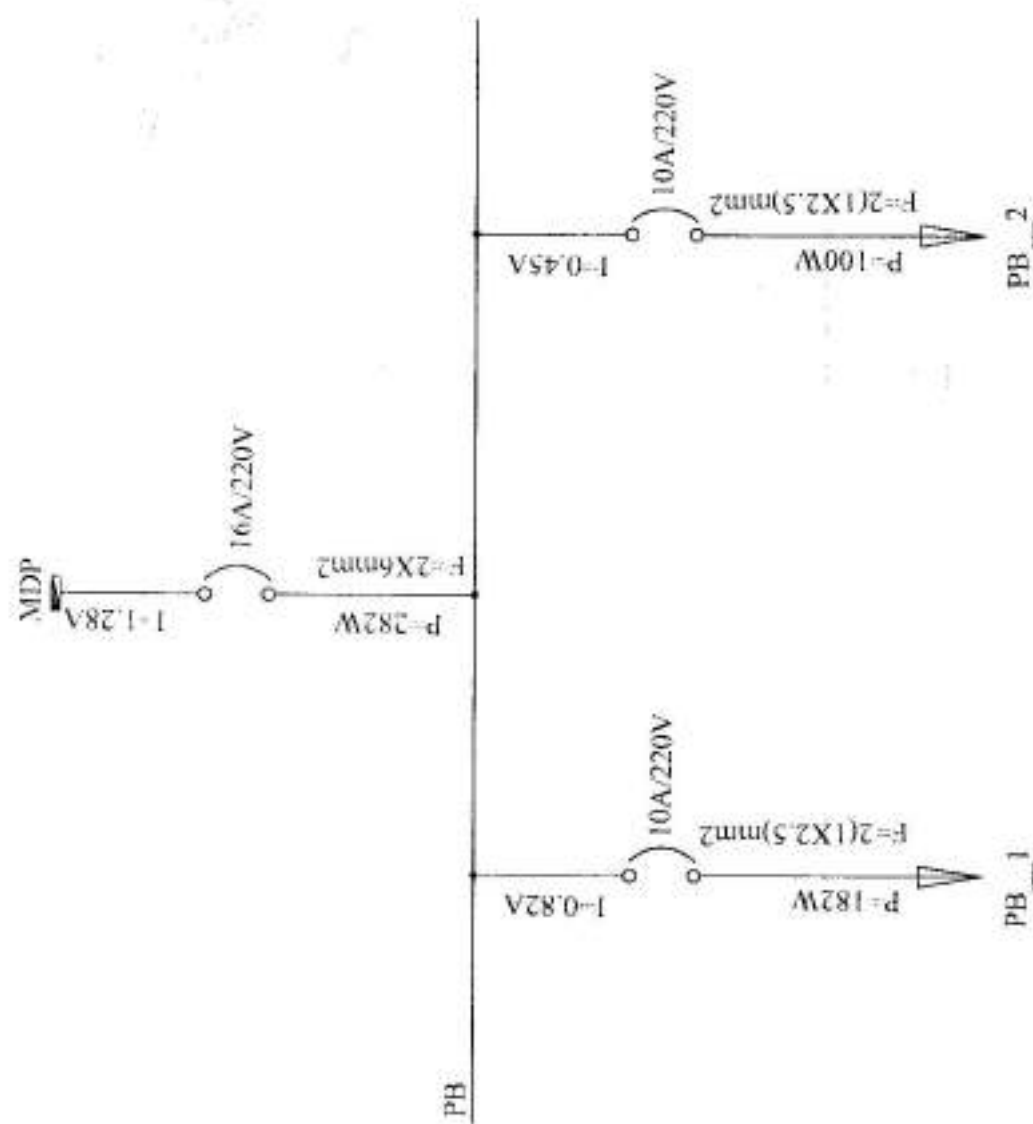 MDP
I=1.28A
16A/220V
P=282W
F=2X6mm2
PB
I=0.82A
10A/220V
P=182W
F=2(1X2.5)mm2
PB_1
I=0.45A
10A/220V
P=100W
F=2(1X2.5)mm2
PB_2